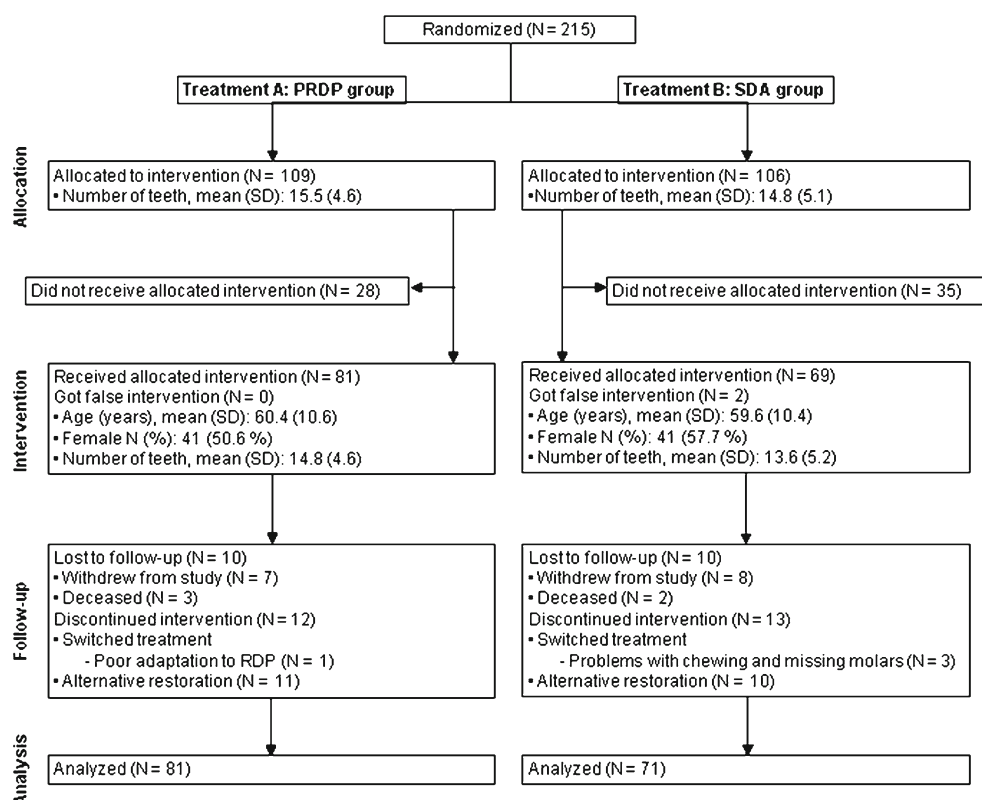 Randomized (N = 215)
Treatment A: PRDP group
Treatment B: SDA group
Allocation
Allocated to intervention (N = 109)
▪ Number of teeth, mean (SD): 15.5 (4.6)
Allocated to intervention (N = 106)
▪Number of teeth, mean (SD): 14.8 (5.1)
Did not receive allocated intervention (N = 28)
Did not receive allocated intervention (N = 35)
Intervention
Received allocated intervention (N = 81)
Got false intervention (N = 0)
▪ Age (years), mean (SD): 60.4 (10.6)
▪ Female N (%): 41 (50.6 %)
▪ Number of teeth, mean (SD): 14.8 (4.6)
Received allocated intervention (N = 69)
Got false intervention (N = 2)
▪ Age (years), mean (SD): 59.6 (10.4)
▪ Female N (%): 41 (57.7 %)
▪ Number of teeth, mean (SD): 13.6 (5.2)
Follow-up
Lost to follow-up (N = 10)
▪ Withdrew from study (N = 7)
▪ Deceased (N = 3)
Discontinued intervention (N = 12)
▪ Switched treatment
- Poor adaptation to RDP (N = 1)
▪ Alternative restoration (N = 11)
Lost to follow-up (N = 10)
▪ Withdrew from study (N = 8)
▪ Deceased (N = 2)
Discontinued intervention (N = 13)
▪ Switched treatment
- Problems with chewing and missing molars (N = 3)
▪ Alternative restoration (N = 10)
Analysis
Analyzed (N = 81)
Analyzed (N = 71)